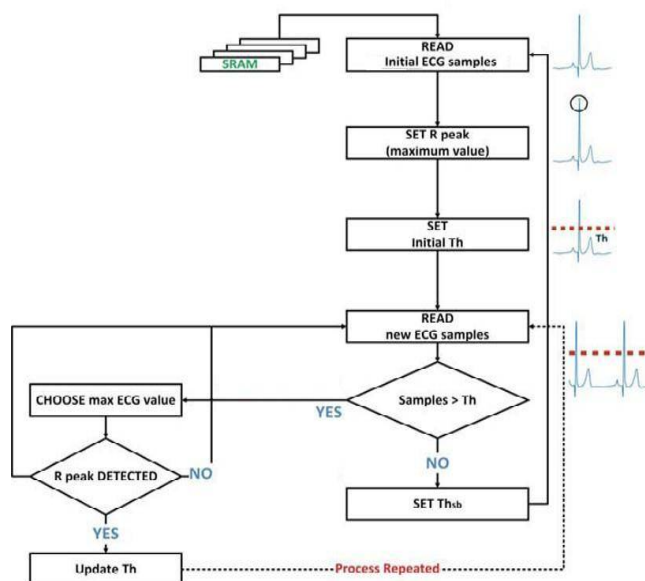 SRAM
READ
Initial ECG samples
SET R peak
(maximum value)
SET
Initial Th
Th
READ
new ECG samples
CHOOSE max ECG value
YES
Samples > Th
R peak DETECTED
NO
NO
SET Thsb
YES
Update Th
Process Repeated